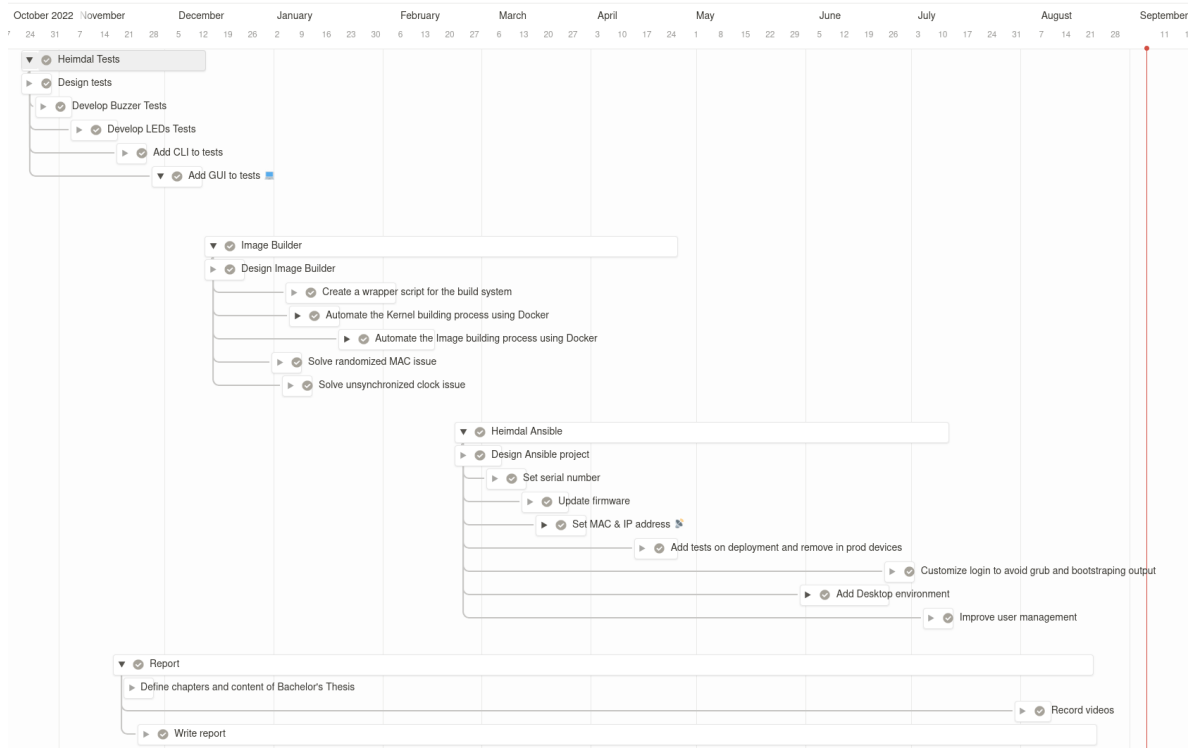 October 2022 November December January February March April May June July August September
24 31 7 14 21 28 5 12 19 26 2 9 16 23 30 6 13 20 27 6 13 20 27 3 10 17 24 1 8 15 22 29 5 12 19 26 3 10 17 24 31 7 14 21 28 11
Heimdal Tests
Design tests
Develop Buzzer Tests
Develop LEDs Tests
Add CLI to tests
Add GUI to tests
Image Builder
Design Image Builder
Create a wrapper script for the build system
Automate the Kernel building process using Docker
Automate the Image building process using Docker
Solve randomized MAC issue
Solve unsynchronized clock issue
Heimdal Ansible
Design Ansible project
Set serial number
Update firmware
Set MAC & IP address
Add tests on deployment and remove in prod devices
Customize login to avoid grub and bootstraping output
Add Desktop environment
Improve user management
Report
Define chapters and content of Bachelor's Thesis
Record videos
Write report